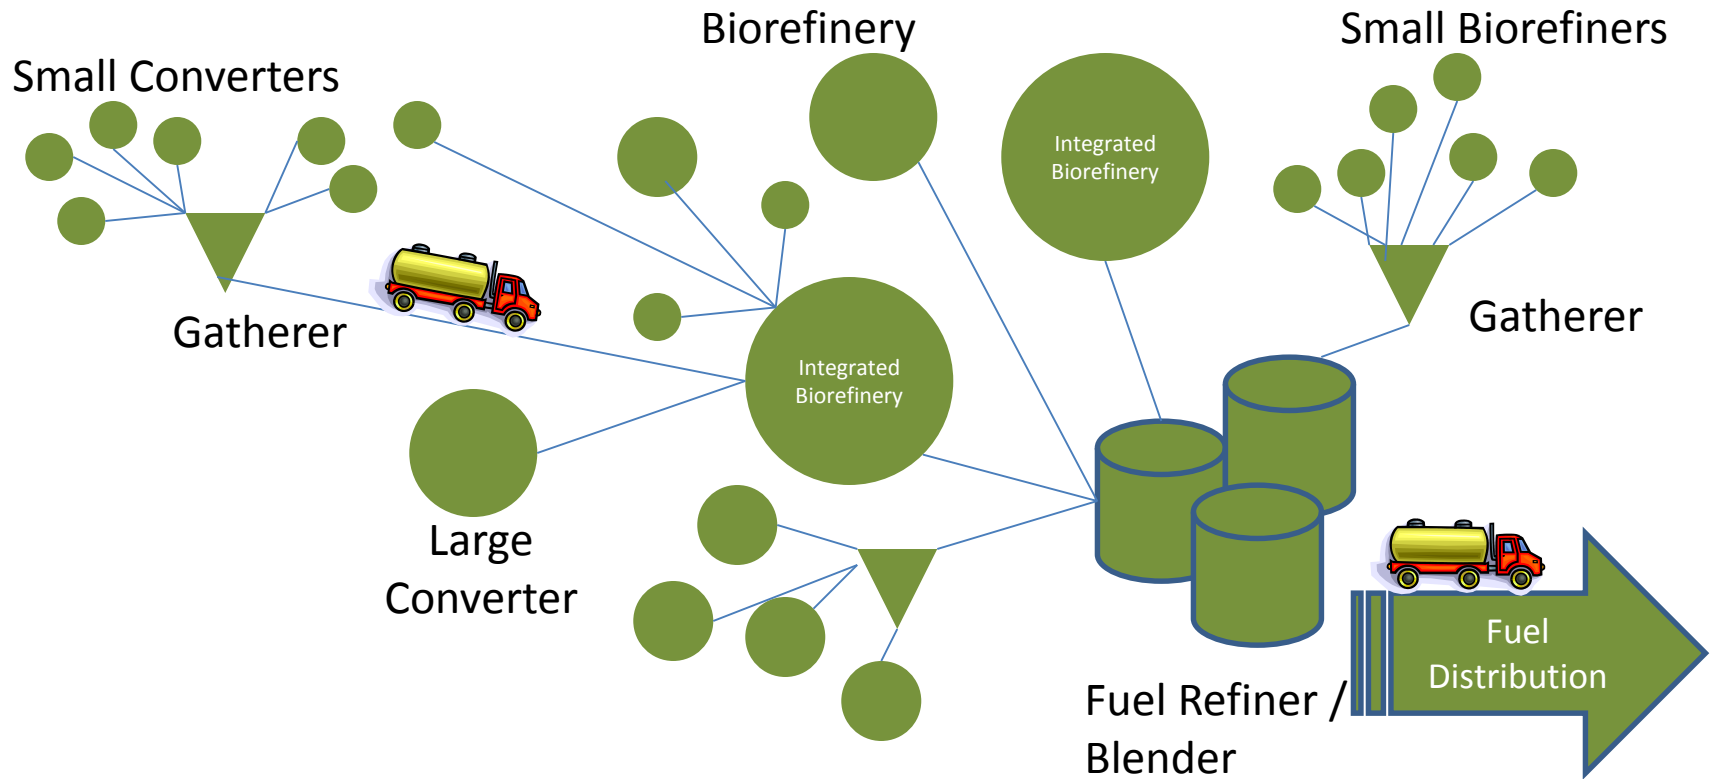 Biorefinery
Small Biorefiners
Small Converters
Integrated
Biorefinery
Gatherer
Gatherer
Integrated
Biorefinery
Large
Converter
Fuel
Distribution
Fuel Refiner /
Blender